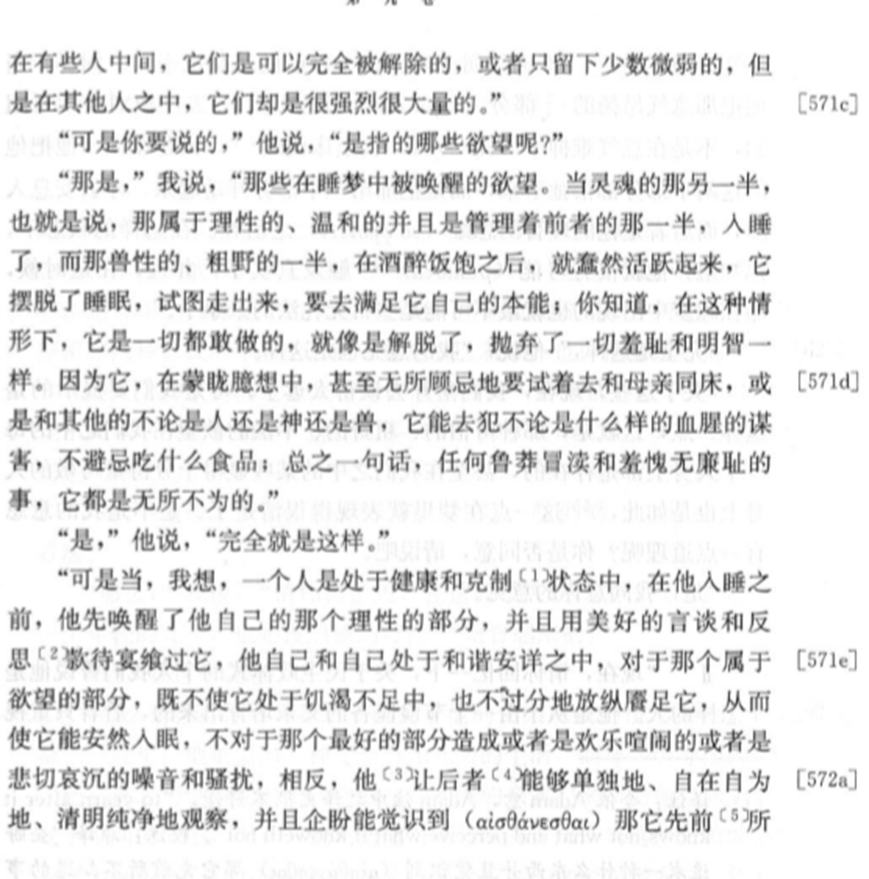 在有些人中间，它们是可以完全被解除的，或者只留下少数微弱的，但
是在其他人之中，它们却是很强烈很大量的。” [571c]
“可是你要说的，”他说，“是指的哪些欲望呢?”
“那是，”我说，“那些在睡梦中被唤醒的欲望。当灵魂的那另一半，
也就是说，那属于理性的、温和的并且是管理着前者的那一半，入睡
了，而那兽性的、粗野的一半，在酒醉饭饱之后，就蠢然活跃起来，它
摆脱了睡眠，试图走出来，要去满足它自己的本能；你知道，在这种情
形下，它是一切都敢做的，就像是解脱了，抛弃了一切羞耻和明智一
样，因为它，在蒙眬臆想中，甚至无所顾忌地要试着去和母亲同床，或 [571d]
是和其他的不论是人还是神还是兽，它能去犯不论是什么样的血腥的谋
害，不避忌吃什么食品；总之一句话，任何鲁莽冒渎和羞愧无廉耻的
事，它都是无所不为的。”
“是，”他说，“完全就是这样。”
“可是当，我想，一个人是处于健康和克制〔1〕状态中，在他入睡之
前，他先唤醒了他自己的那个理性的部分，并且用美好的言谈和反
思〔2〕款待宴飨过它，他自己和自己处于和谐安详之中，对于那个属于 [571e]
欲望的部分，既不使它处于饥渴不足中，也不过分地放纵餍足它，从而
使它能安然入眠，不对于那个最好的部分造成或者是欢乐喧闹的或者是
悲切哀沉的噪音和骚扰，相反，他〔3〕让后者〔4〕能够单独地、自在自为 [572a]
地、清明纯净地观察，并且企盼能觉识到（αἰσθάνεσθαι）那它先前〔5〕所